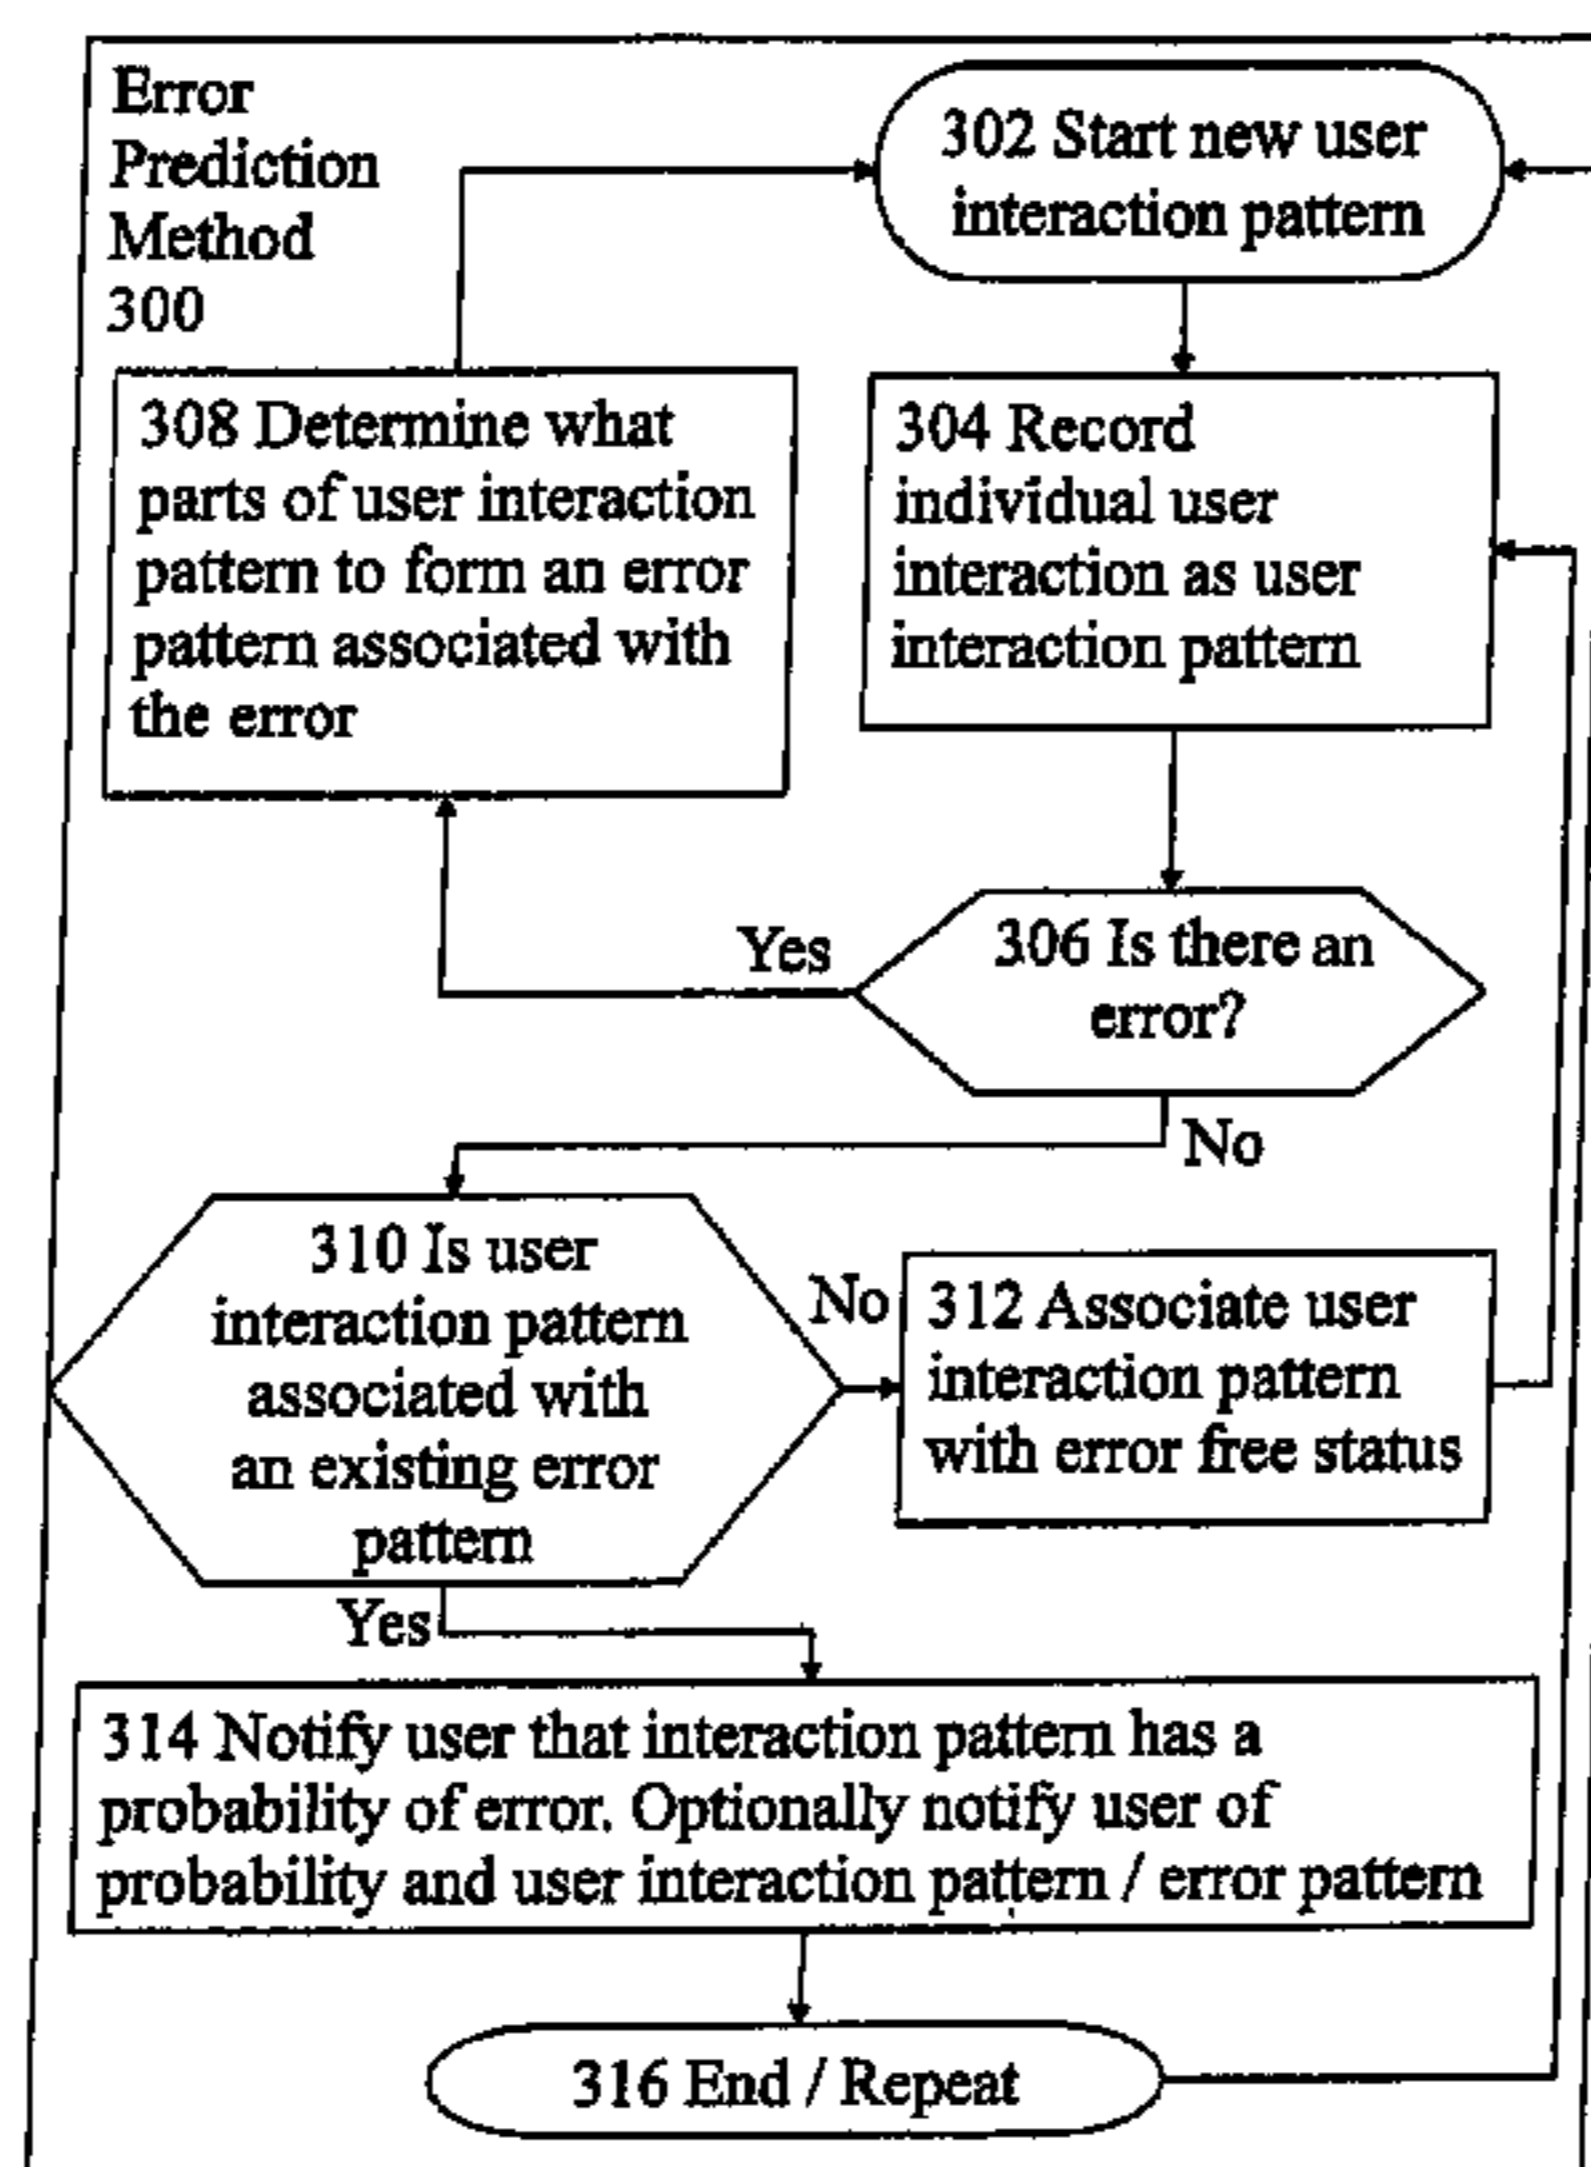 Error
Prediction
Method
300
302 Start new user
interaction pattern
308 Determine what
parts of user interaction
pattern to form an error
pattern associated with
the error
304 Record
individual user
interaction as user
interaction pattern
Yes
306 Is there an
error?
No
310 Is user
interaction pattern
associated with
an existing error
pattern
No
312 Associate user
interaction pattern
with error free status
Yes
314 Notify user that interaction pattern has a
probability of error. Optionally notify user of
probability and user interaction pattern / error pattern
316 End / Repeat